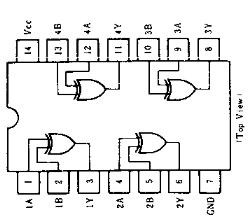 Vcc 4B 4A 4Y 3B 3A 3Y
14 13 12 11 10 9 8
1 2 3 4 5 6 7
1A 1B 1Y 2A 2B 2Y GND
(Top View)